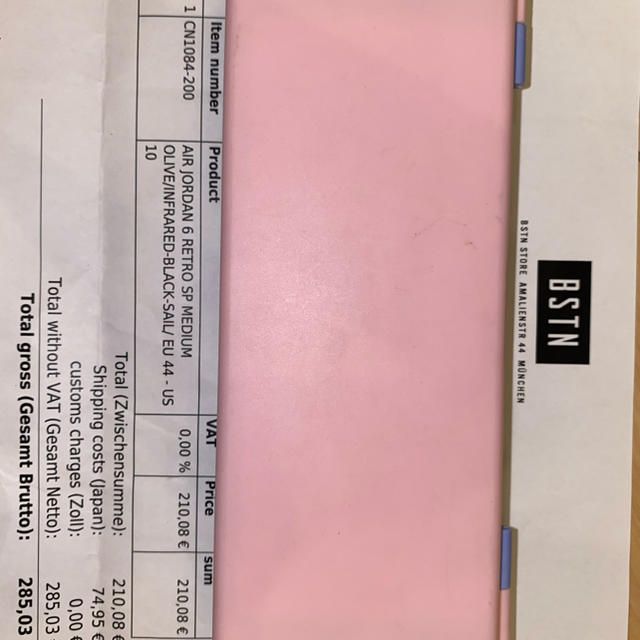 BSTN
BSTN STORE AMALIENSTR 44 MÜNCHEN
Item number Product VAT Price sum
1 CN1084-200 AIR JORDAN 6 RETRO SP MEDIUM 0,00 % 210,08 € 210,08 €
OLIVE/INFRARED-BLACK-SAIL/ EU 44 - US
10
Total (Zwischensumme): 210,08 €
Shipping costs (Japan): 74,95 €
customs charges (Zoll): 0,00 €
Total without VAT (Gesamt Netto): 285,03
Total gross (Gesamt Brutto): 285,03